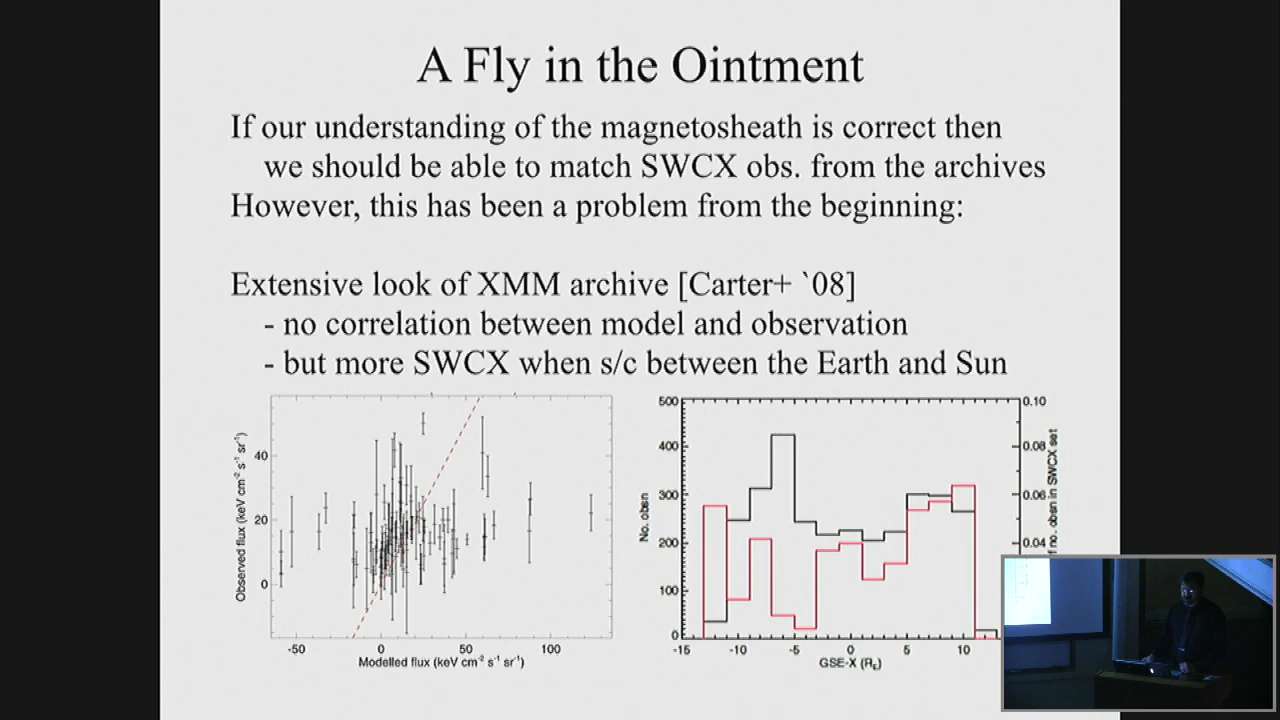 A Fly in the Ointment
If our understanding of the magnetosheath is correct then
we should be able to match SWCX obs. from the archives
However, this has been a problem from the beginning:
Extensive look of XMM archive [Carter+ `08]
- no correlation between model and observation
- but more SWCX when s/c between the Earth and Sun
Observed flux (keV cm⁻² s⁻¹ sr⁻¹)
40
20
0
-50
0
50
100
Modelled flux (keV cm⁻² s⁻¹ sr⁻¹)
No. obsn
500
400
300
200
100
0
-15
-10
-5
0
5
10
GSE-X (R_E)
0.10
0.08
0.06
0.04
no. obsn in SWCX set